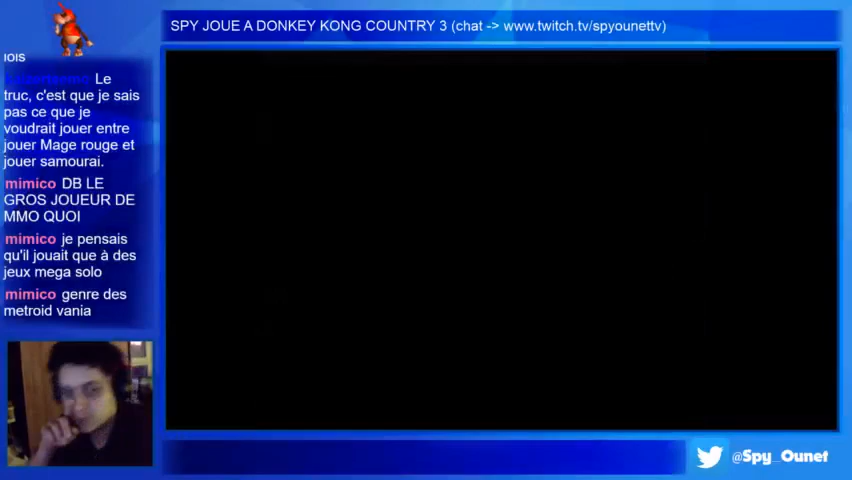 SPY JOUE A DONKEY KONG COUNTRY 3 (chat -> www.twitch.tv/spyounettv)
lois
Le
truc, c'est que je sais
pas ce que je
voudrait jouer entre
jouer Mage rouge et
jouer samourai.
mimico DB LE
GROS JOUEUR DE
MMO QUOI
mimico je pensais
qu'il jouait que à des
jeux mega solo
mimico genre des
metroid vania
@Spy_Ounet